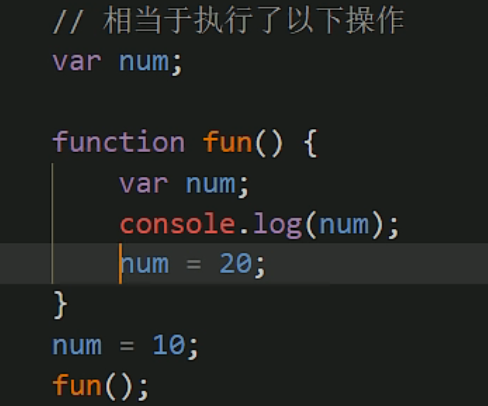 // 相当于执行了以下操作
var num;
function fun() {
var num;
console.log(num);
num = 20;
}
num = 10;
fun();